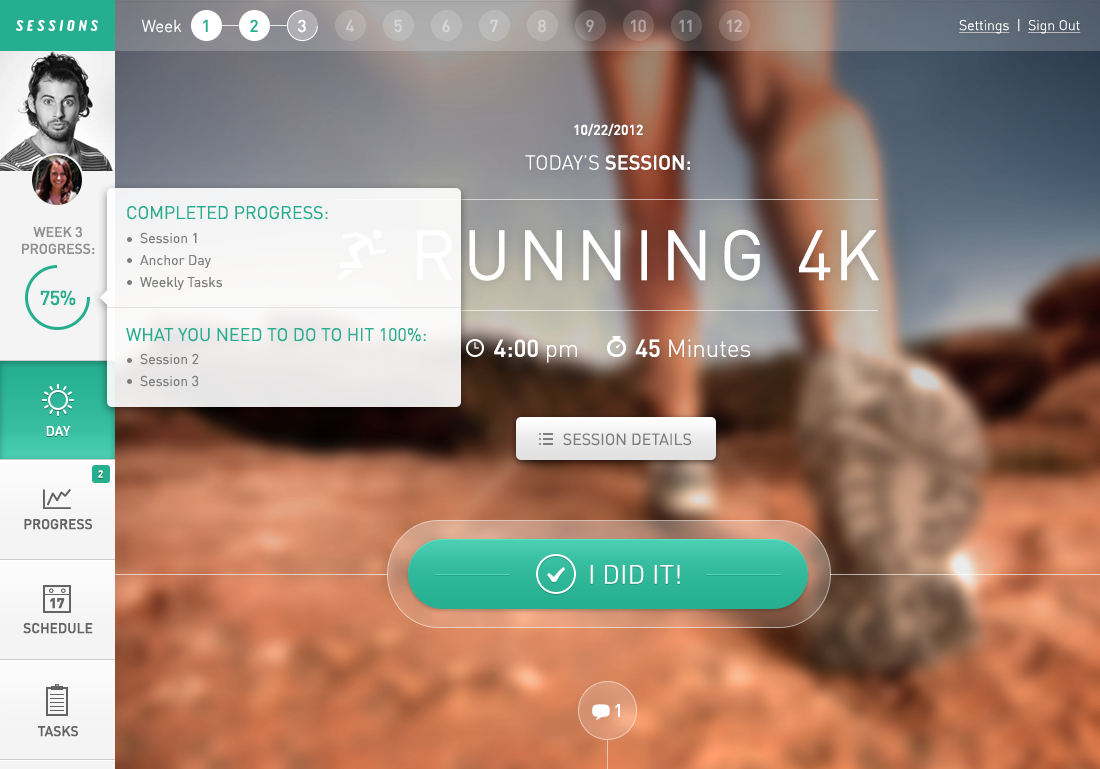 SESSIONS
Week 1 2 3 4 5 6 7 8 9 10 11 12
Settings | Sign Out
10/22/2012
TODAY'S SESSION:
WEEK 3
PROGRESS:
75%
COMPLETED PROGRESS:
• Session 1
• Anchor Day
• Weekly Tasks
WHAT YOU NEED TO DO TO HIT 100%:
• Session 2
• Session 3
RUNNING 4K
4:00 pm 45 Minutes
SESSION DETAILS
I DID IT!
1
DAY
2
PROGRESS
17
SCHEDULE
TASKS